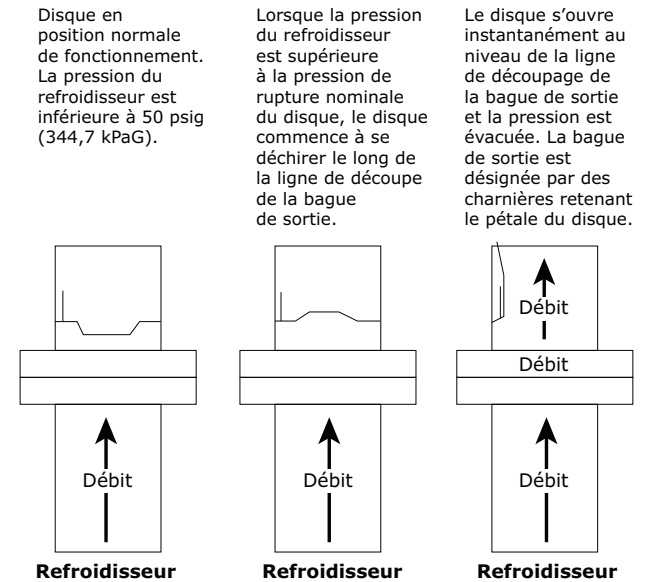 Disque en
position normale
de fonctionnement.
La pression du
refroidisseur est
inférieure à 50 psig
(344,7 kPaG).
Lorsque la pression
du refroidisseur
est supérieure
à la pression de
rupture nominale
du disque, le disque
commence à se
déchirer le long de
la ligne de découpe
de la bague
de sortie.
Le disque s’ouvre
instantanément au
niveau de la ligne
de découpage de
la bague de sortie
et la pression est
évacuée. La bague
de sortie est
désignée par des
charnières retenant
le pétale du disque.
Débit
Débit
Débit
Débit
Débit
Refroidisseur
Refroidisseur
Refroidisseur